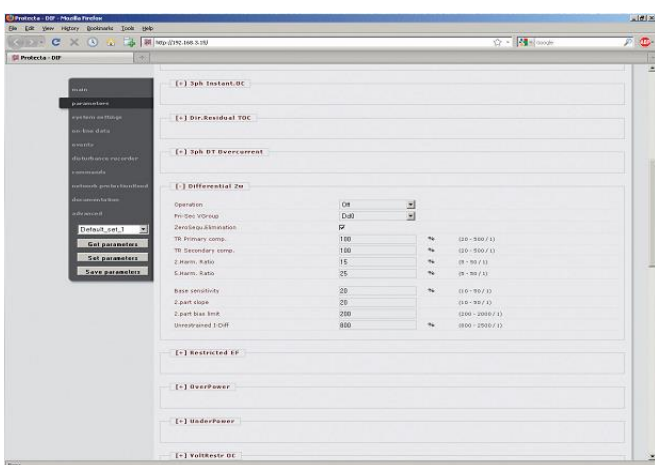 Protecta - DIF - Mozilla Firefox
File Edit View History Bookmarks Tools Help
http://192.168.3.19/
Google
Protecta - DIF
main
parameters
system settings
on-line data
events
disturbance recorder
commands
documentation
advanced
Default_set_1
Get parameters
Set parameters
Save parameters
[+] 3ph Instant.OC
[+] Dir.Residual TOC
[+] 3ph DT Overcurrent
[-] Differential 2w
Operation Off
Pri-Sec VGroup Dd0
ZeroSequ.Elimination
TR Primary comp. 100 % (20 - 500 / 1)
TR Secondary comp. 100 % (20 - 500 / 1)
2.Harm. Ratio 15 % (5 - 50 / 1)
5.Harm. Ratio 25 % (5 - 50 / 1)
Base sensitivity 20 % (10 - 50 / 1)
2.part slope 20 (10 - 50 / 1)
2.part bias limit 200 (200 - 2000 / 1)
Unrestrained I-Diff 800 % (800 - 2500 / 1)
[+] Restricted EF
[+] OverPower
[+] UnderPower
[+] VoltRestr OC